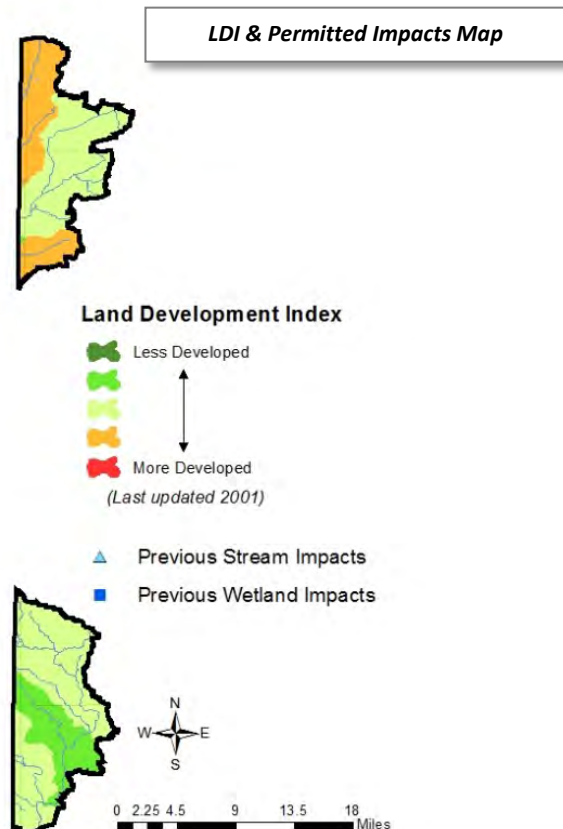 LDI & Permitted Impacts Map
Land Development Index
Less Developed
More Developed
(Last updated 2001)
Previous Stream Impacts
Previous Wetland Impacts
N
W E
S
0 2.25 4.5 9 13.5 18
Miles